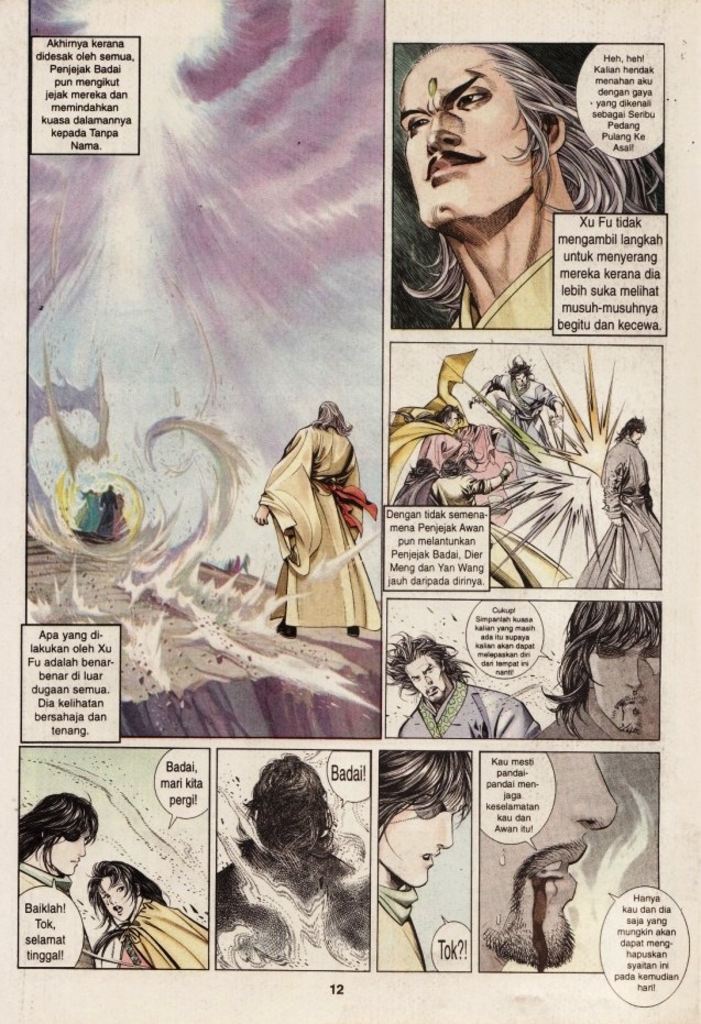 Akhirnya kerana
didesak oleh semua,
Penjejak Badai
pun mengikut
jejak mereka dan
memindahkan
kuasa dalamannya
kepada Tanpa
Nama.
Heh, heh!
Kalian hendak
menahan aku
dengan gaya
yang dikenali
sebagai Seribu
Pedang
Pulang Ke
Asal!
Xu Fu tidak
mengambil langkah
untuk menyerang
mereka kerana dia
lebih suka melihat
musuh-musuhnya
begitu dan kecewa.
Dengan tidak semena-
mena Penjejak Awan
pun melantunkan
Penjejak Badai, Dier
Meng dan Yan Wang
jauh daripada dirinya.
Apa yang di-
lakukan oleh Xu
Fu adalah benar-
benar di luar
dugaan semua.
Dia kelihatan
bersahaja dan
tenang.
Cukup!
Simpanlah kuasa
kalian yang masih
ada itu supaya
kalian akan dapat
melepaskan diri
dari tempat ini
nanti!
Badai,
mari kita
pergi!
Baiklah!
Tok,
selamat
tinggal!
Badai!
Tok?!
Kau mesti
pandai-
pandai men-
jaga
keselamatan
kau dan
Awan itu!
Hanya
kau dan dia
saja yang
mungkin akan
dapat meng-
hapuskan
syaitan ini
pada kemudian
hari!
12